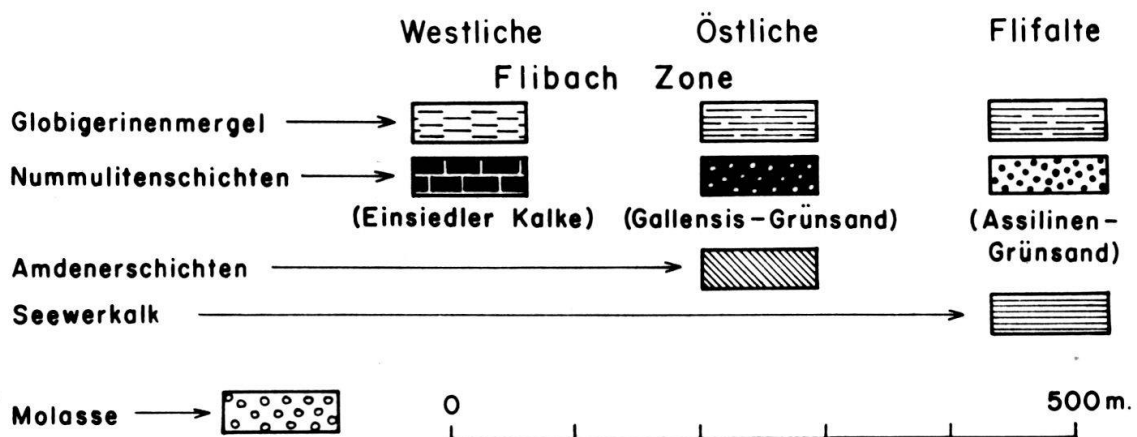 Westliche Östliche Flifalte
Flibach Zone
Globigerinenmergel
Nummulitenschichten
(Einsiedler Kalke) (Gallensis-Grünsand) (Assilinen-
Grünsand)
Amdenerschichten
Seewerkalk
Molasse 0 500 m.